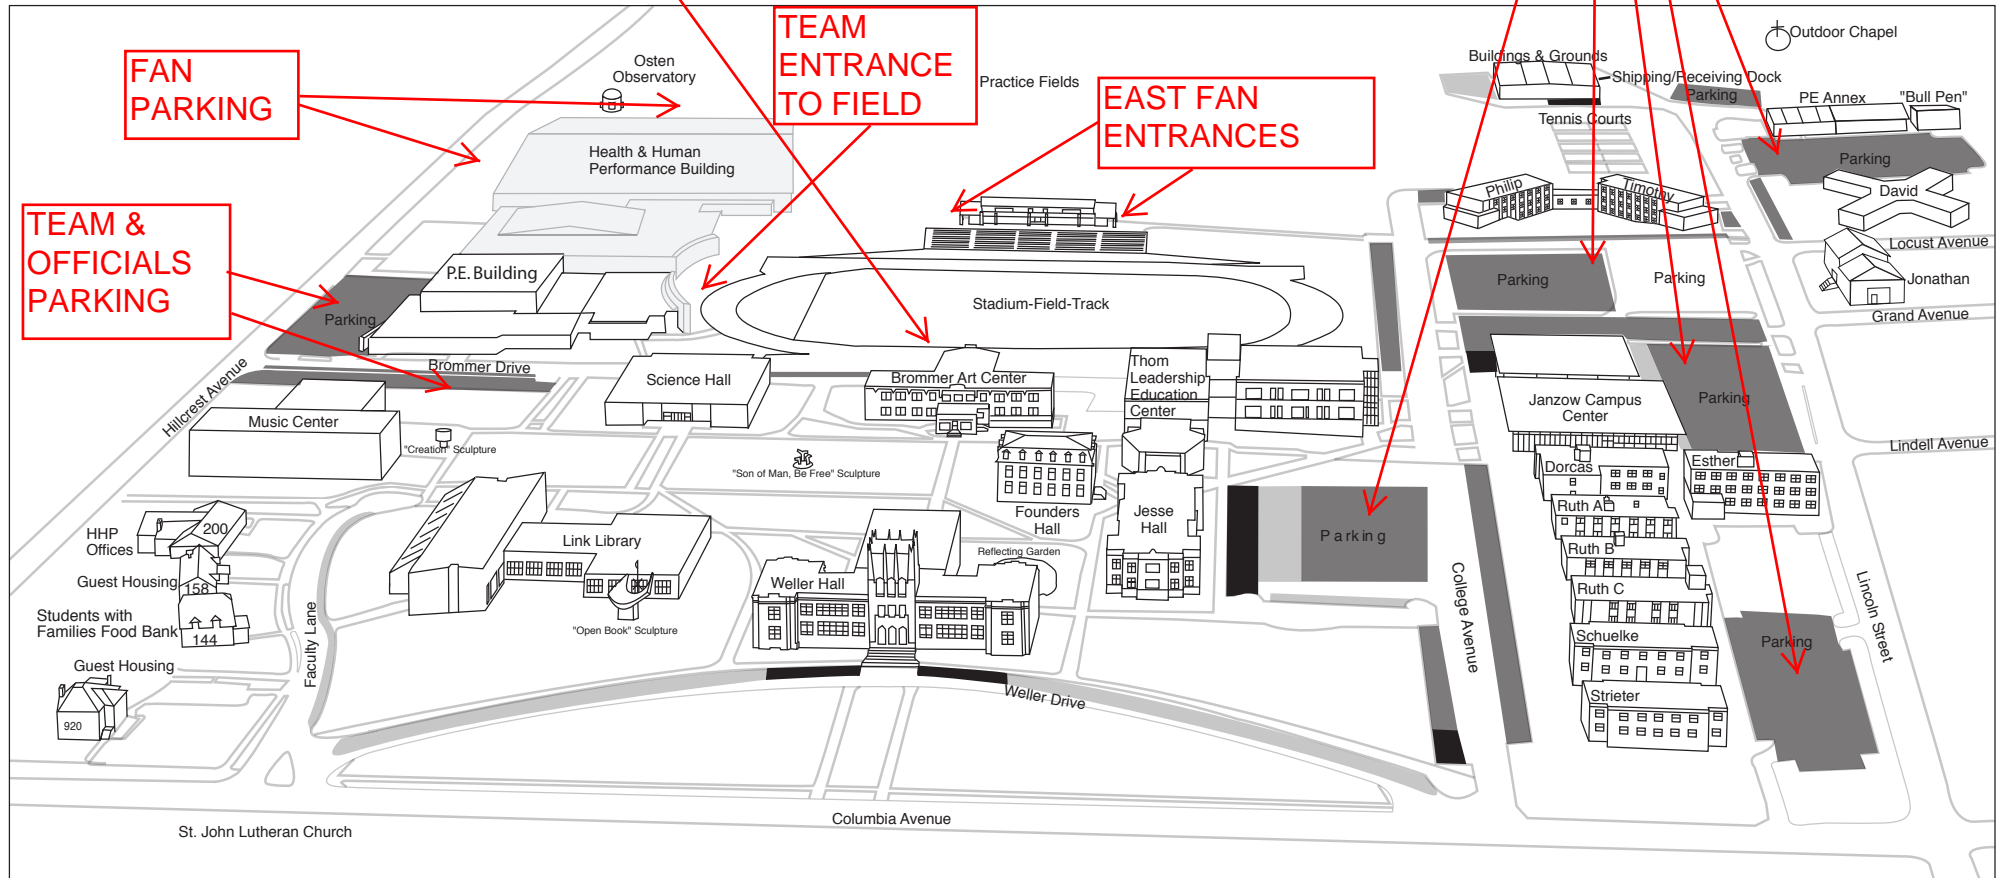 TEAM
ENTRANCE
TO FIELD
FAN
PARKING
Osten
Observatory
Practice Fields
EAST FAN
ENTRANCES
Outdoor Chapel
Buildings & Grounds
Shipping/Receiving Dock
Parking
PE Annex
"Bull Pen"
Tennis Courts
Health & Human
Performance Building
Parking
Philip
Timothy
David
TEAM &
OFFICIALS
PARKING
Locust Avenue
P.E. Building
Parking
Parking
Jonathan
Stadium-Field-Track
Grand Avenue
Parking
Brommer Drive
Science Hall
Brommer Art Center
Thom
Leadership
Education
Center
Janzow Campus
Center
Parking
Hillcrest Avenue
Music Center
"Creation" Sculpture
"Son of Man, Be Free" Sculpture
Lindell Avenue
Dorcas
Esther
Founders
Hall
Jesse
Hall
Parking
Ruth A
HHP
Offices
200
Link Library
Reflecting Garden
Ruth B
Guest Housing
158
Weller Hall
College Avenue
Ruth C
Lincoln Street
Students with
Families Food Bank
144
"Open Book" Sculpture
Faculty Lane
Schuelke
Parking
Guest Housing
920
Weller Drive
Strieter
Columbia Avenue
St. John Lutheran Church